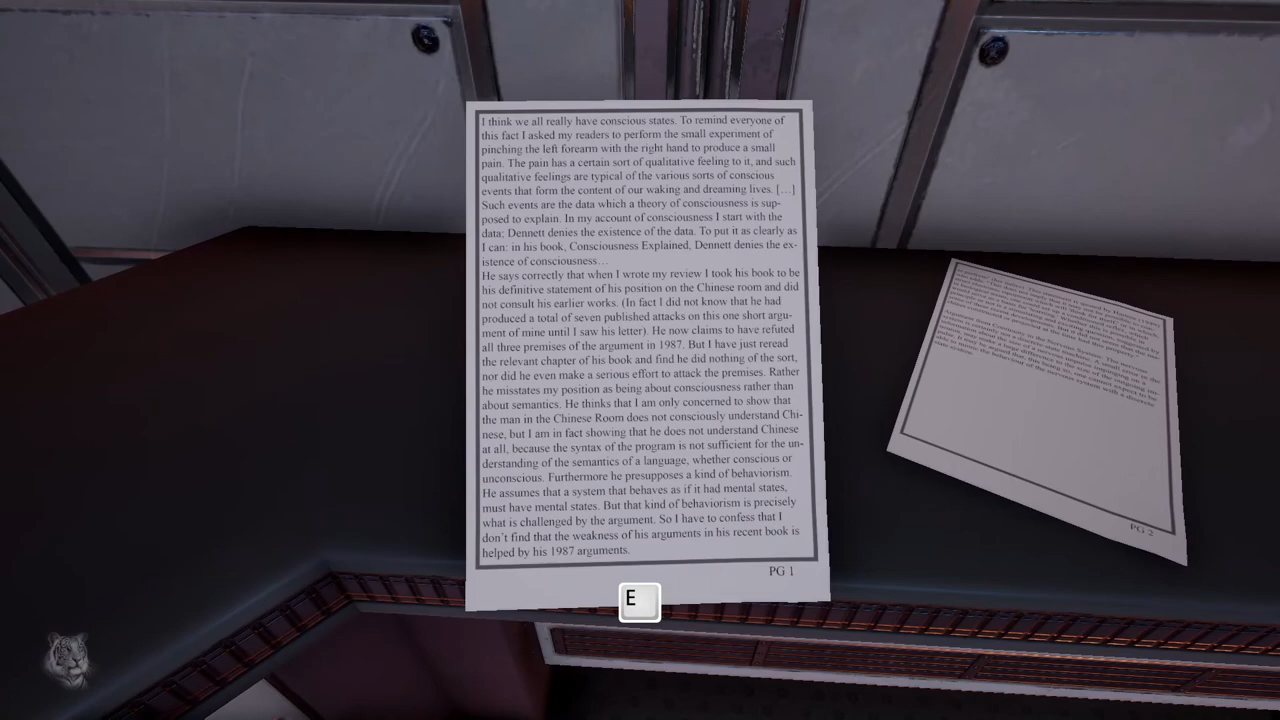 I think we all really have conscious states. To remind everyone of
this fact I asked my readers to perform the small experiment of
pinching the left forearm with the right hand to produce a small
pain. The pain has a certain sort of qualitative feeling to it, and such
qualitative feelings are typical of the various sorts of conscious
events that form the content of our waking and dreaming lives. […]
Such events are the data which a theory of consciousness is sup-
posed to explain. In my account of consciousness I start with the
data; Dennett denies the existence of the data. To put it as clearly as
I can: in his book, Consciousness Explained, Dennett denies the ex-
istence of consciousness…
He says correctly that when I wrote my review I took his book to be
his definitive statement of his position on the Chinese room and did
not consult his earlier works. (In fact I did not know that he had
produced a total of seven published attacks on this one short argu-
ment of mine until I saw his letter). He now claims to have refuted
all three premises of the argument in 1987. But I have just reread
the relevant chapter of his book and find he did nothing of the sort,
nor did he even make a serious effort to attack the premises. Rather
he misstates my position as being about consciousness rather than
about semantics. He thinks that I am only concerned to show that
the man in the Chinese Room does not consciously understand Chi-
nese, but I am in fact showing that he does not understand Chinese
at all, because the syntax of the program is not sufficient for the un-
derstanding of the semantics of a language, whether conscious or
unconscious. Furthermore he presupposes a kind of behaviorism.
He assumes that a system that behaves as if it had mental states,
must have mental states. But that kind of behaviorism is precisely
what is challenged by the argument. So I have to confess that I
don't find that the weakness of his arguments in his recent book is
helped by his 1987 arguments.
PG 1
E
PG 2